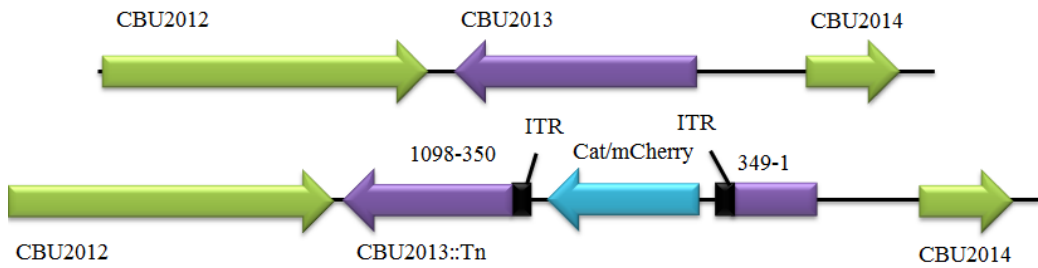 CBU2012
CBU2013
CBU2014
ITR
ITR
1098-350
Cat/mCherry
349-1
CBU2012
CBU2013::Tn
CBU2014